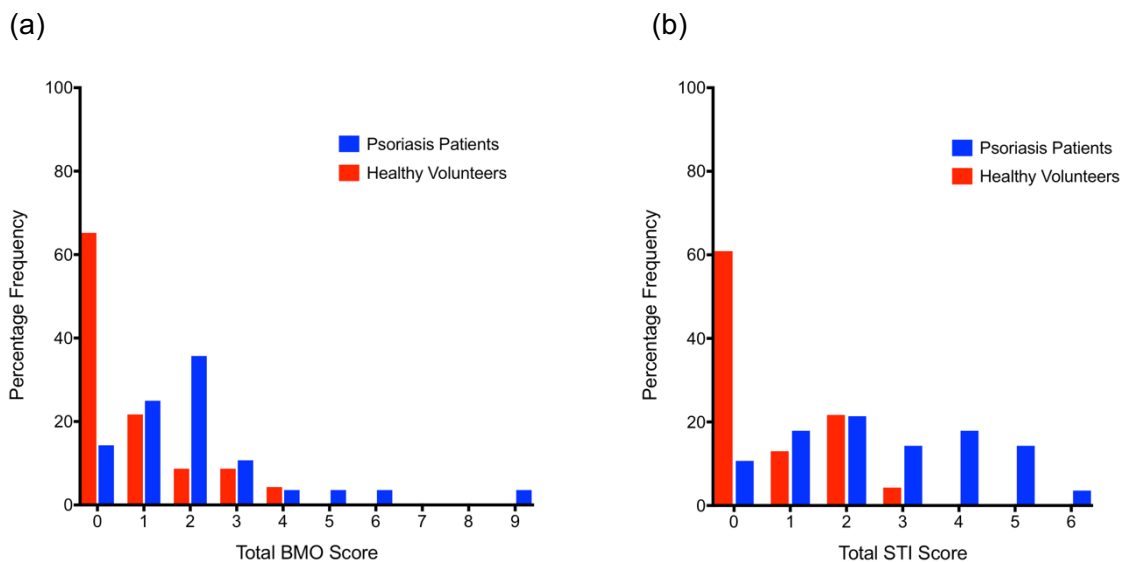 (a)
100
80
60
40
20
0
Percentage Frequency
Psoriasis Patients
Healthy Volunteers
0 1 2 3 4 5 6 7 8 9
Total BMO Score
(b)
100
80
60
40
20
0
Percentage Frequency
Psoriasis Patients
Healthy Volunteers
0 1 2 3 4 5 6
Total STI Score